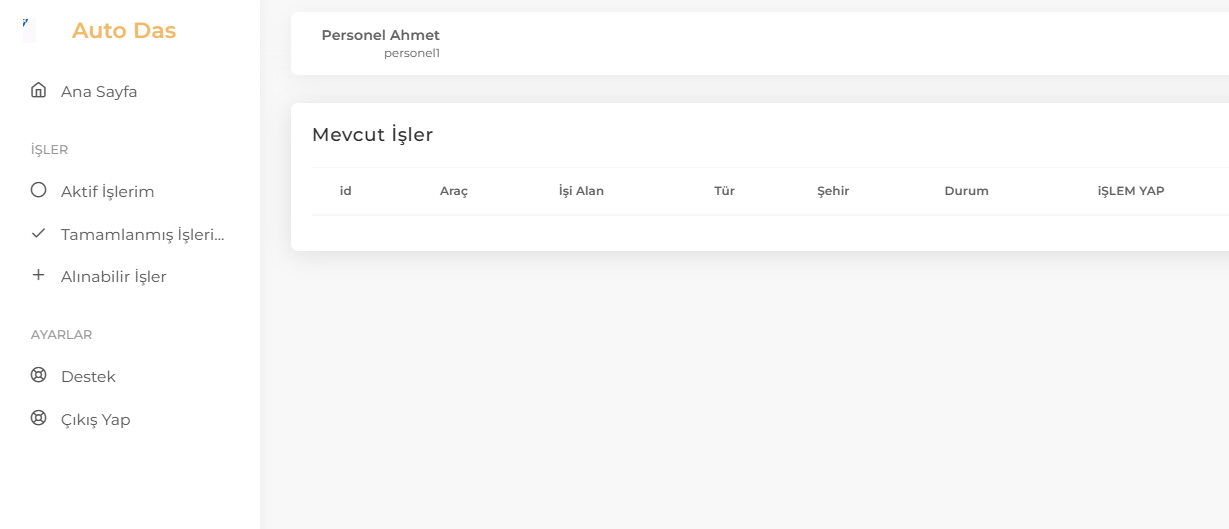 Auto Das
Ana Sayfa
İŞLER
Aktif İşlerim
Tamamlanmış İşleri...
Alınabilir İşler
AYARLAR
Destek
Çıkış Yap
Personel Ahmet
personel1
Mevcut İşler
id Araç İşi Alan Tür Şehir Durum iŞLEM YAP